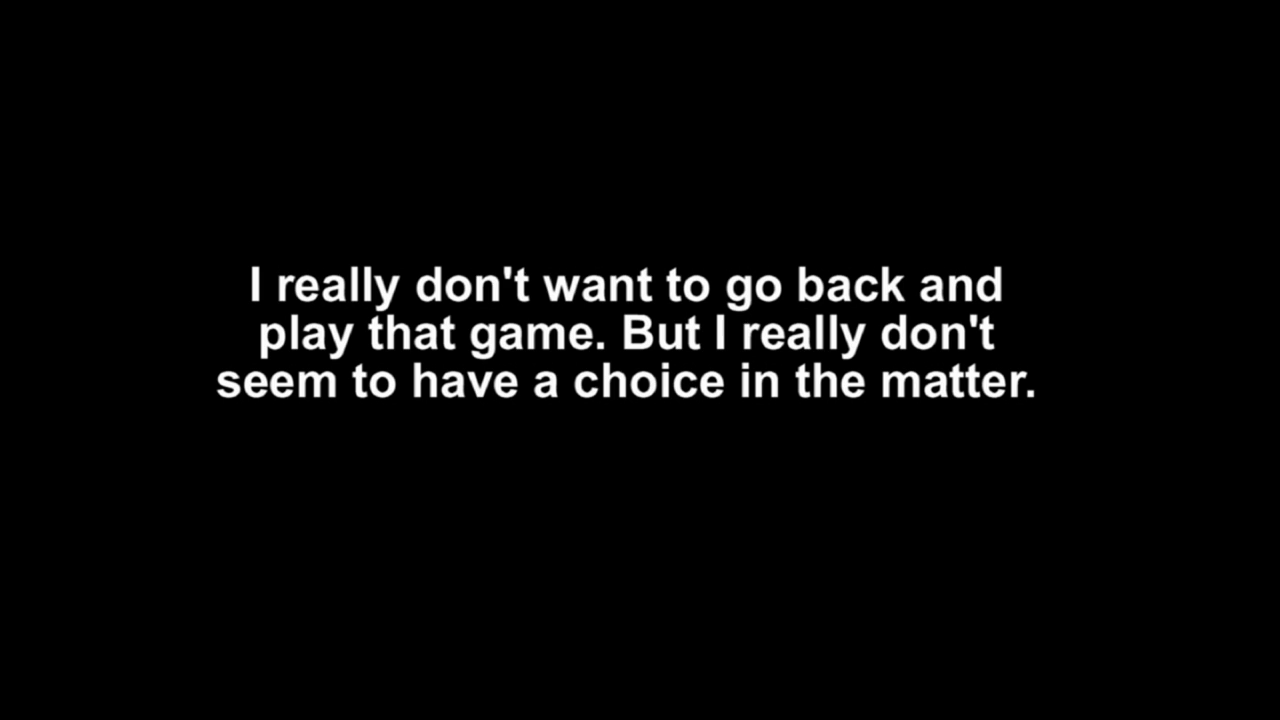 I really don't want to go back and
play that game. But I really don't
seem to have a choice in the matter.